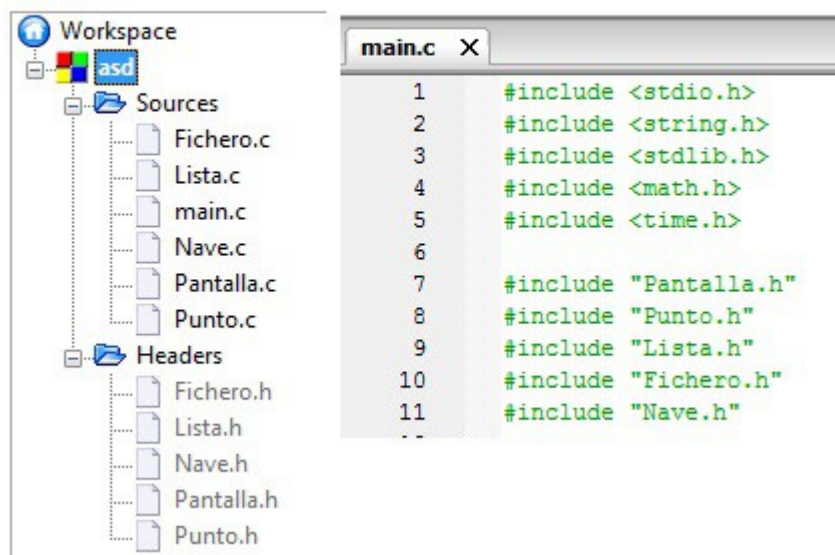 Workspace
asd
Sources
Fichero.c
Lista.c
main.c
Nave.c
Pantalla.c
Punto.c
Headers
Fichero.h
Lista.h
Nave.h
Pantalla.h
Punto.h
main.c X
1 #include <stdio.h>
2 #include <string.h>
3 #include <stdlib.h>
4 #include <math.h>
5 #include <time.h>
6
7 #include "Pantalla.h"
8 #include "Punto.h"
9 #include "Lista.h"
10 #include "Fichero.h"
11 #include "Nave.h"